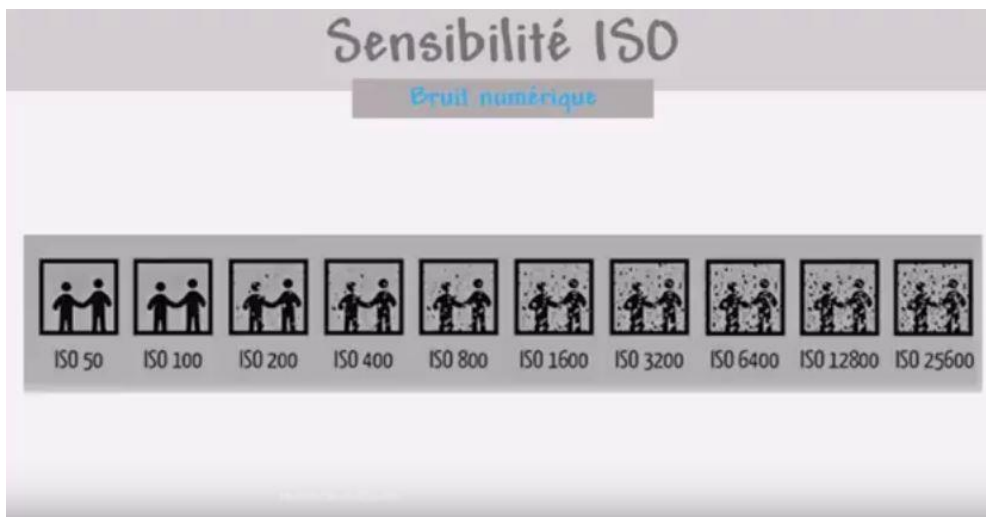 Sensibilité ISO
Bruit numérique
ISO 50 ISO 100 ISO 200 ISO 400 ISO 800 ISO 1600 ISO 3200 ISO 6400 ISO 12800 ISO 25600